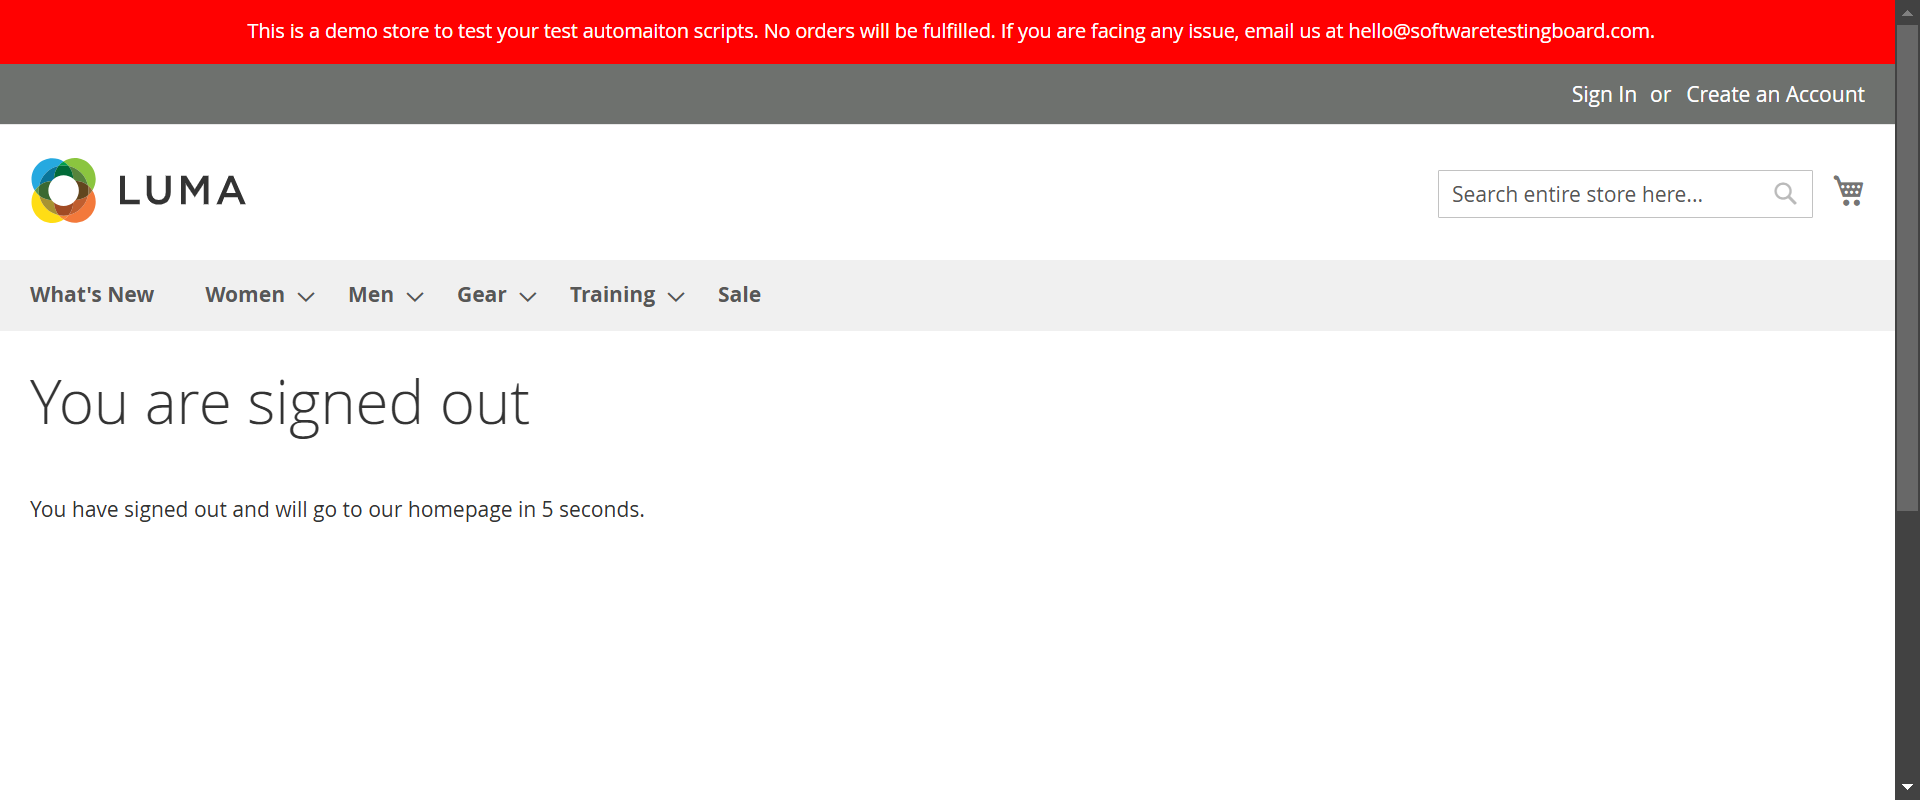 This is a demo store to test your test automaiton scripts. No orders will be fulfilled. If you are facing any issue, email us at hello@softwaretestingboard.com.
Sign In or Create an Account
LUMA
Search entire store here...
What's New Women Men Gear Training Sale
You are signed out
You have signed out and will go to our homepage in 5 seconds.